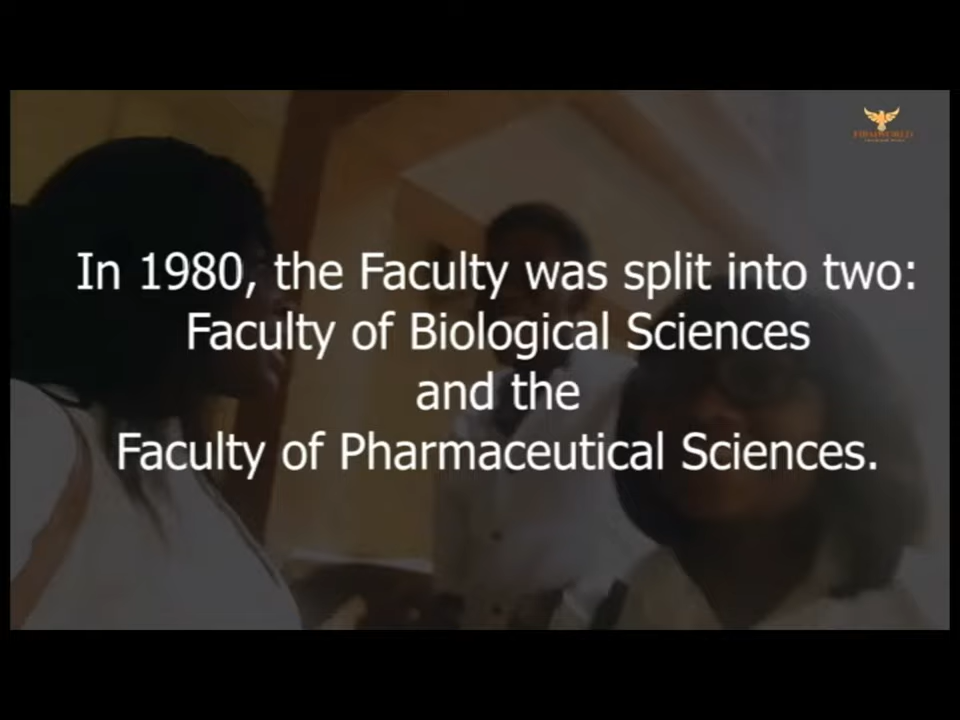 In 1980, the Faculty was split into two:
Faculty of Biological Sciences
and the
Faculty of Pharmaceutical Sciences.